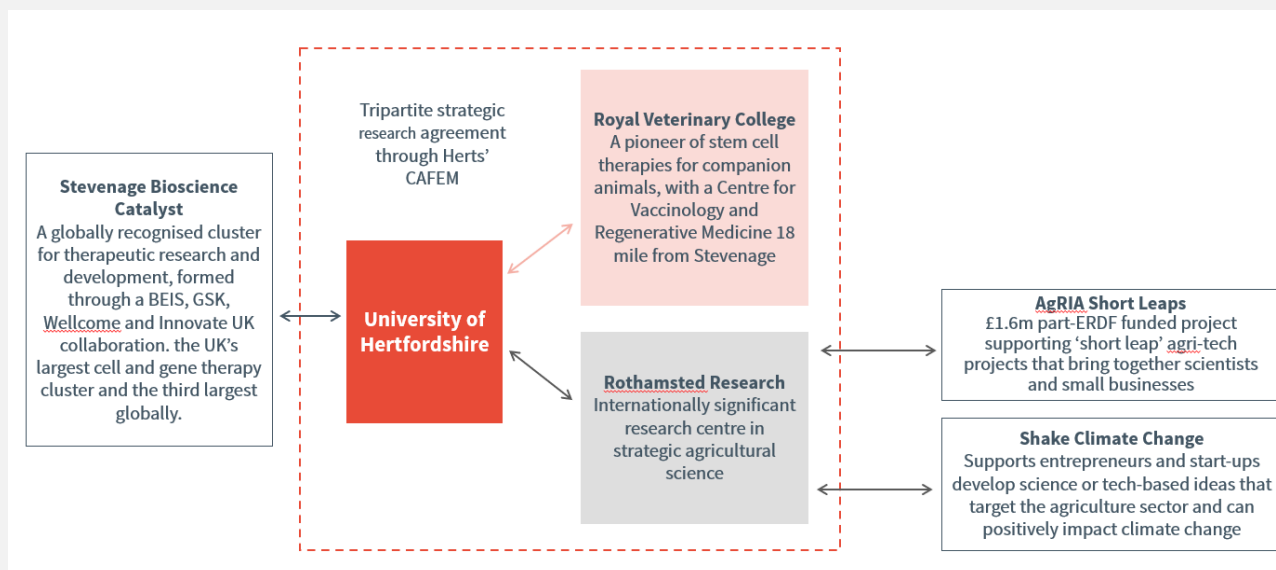 Stevenage Bioscience
Catalyst
A globally recognised cluster
for therapeutic research and
development, formed
through a BEIS, GSK,
Wellcome and Innovate UK
collaboration. the UK's
largest cell and gene therapy
cluster and the third largest
globally.
Tripartite strategic
research agreement
through Herts'
CAFEM
University of
Hertfordshire
Royal Veterinary College
A pioneer of stem cell
therapies for companion
animals, with a Centre for
Vaccinology and
Regenerative Medicine 18
mile from Stevenage
Rothamsted Research
Internationally significant
research centre in
strategic agricultural
science
AgRIA Short Leaps
£1.6m part-ERDF funded project
supporting 'short leap' agri-tech
projects that bring together scientists
and small businesses
Shake Climate Change
Supports entrepreneurs and start-ups
develop science or tech-based ideas that
target the agriculture sector and can
positively impact climate change